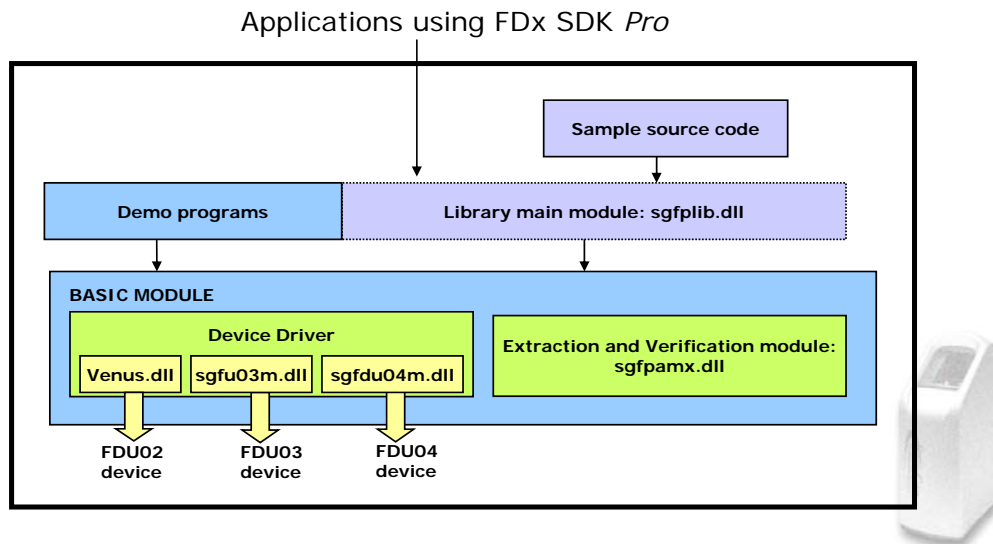 Applications using FDx SDK Pro
Sample source code
Demo programs
Library main module: sgfplib.dll
BASIC MODULE
Device Driver
Venus.dll
sgfu03m.dll
sgfdu04m.dll
Extraction and Verification module:
sgfpamx.dll
FDU02
device
FDU03
device
FDU04
device